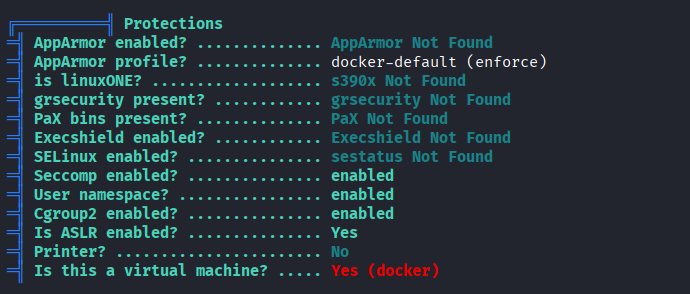 ╔══════════╣ Protections
═╣ AppArmor enabled? .............. AppArmor Not Found
═╣ AppArmor profile? .............. docker-default (enforce)
═╣ is linuxONE? ................... s390x Not Found
═╣ grsecurity present? ............ grsecurity Not Found
═╣ PaX bins present? .............. PaX Not Found
═╣ Execshield enabled? ............ Execshield Not Found
═╣ SELinux enabled? ............... sestatus Not Found
═╣ Seccomp enabled? ............... enabled
═╣ User namespace? ................ enabled
═╣ Cgroup2 enabled? ............... enabled
═╣ Is ASLR enabled? ............... Yes
═╣ Printer? ....................... No
═╣ Is this a virtual machine? ..... Yes (docker)